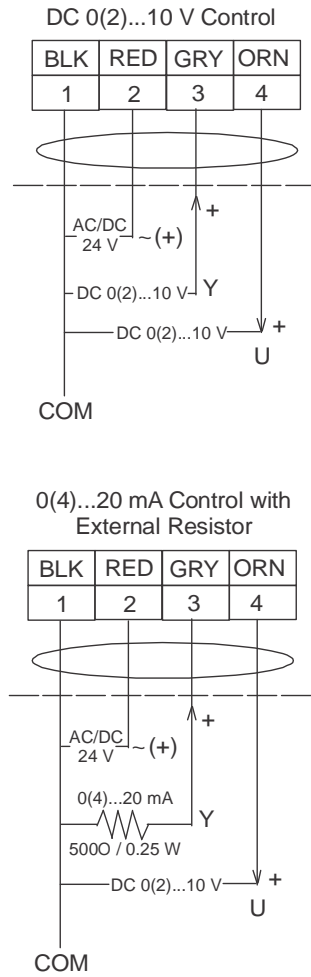 DC 0(2)...10 V Control
BLK RED GRY ORN
1 2 3 4
+
AC/DC
24 V ~ (+)
DC 0(2)...10 V Y
DC 0(2)...10 V +
U
COM
0(4)...20 mA Control with
External Resistor
BLK RED GRY ORN
1 2 3 4
+
AC/DC
24 V ~ (+)
0(4)...20 mA
Y
500O / 0.25 W
DC 0(2)...10 V +
U
COM